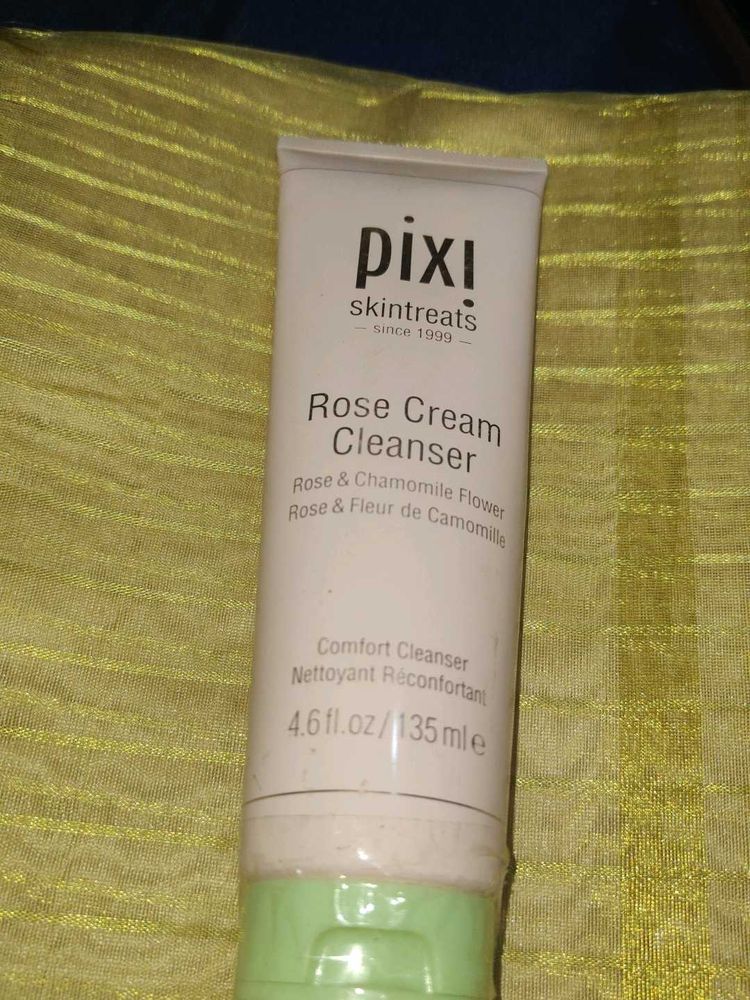 pixi
skintreats
– since 1999 –
Rose Cream
Cleanser
Rose & Chamomile Flower
Rose & Fleur de Camomille
Comfort Cleanser
Nettoyant Réconfortant
4.6 fl.oz/135 ml e